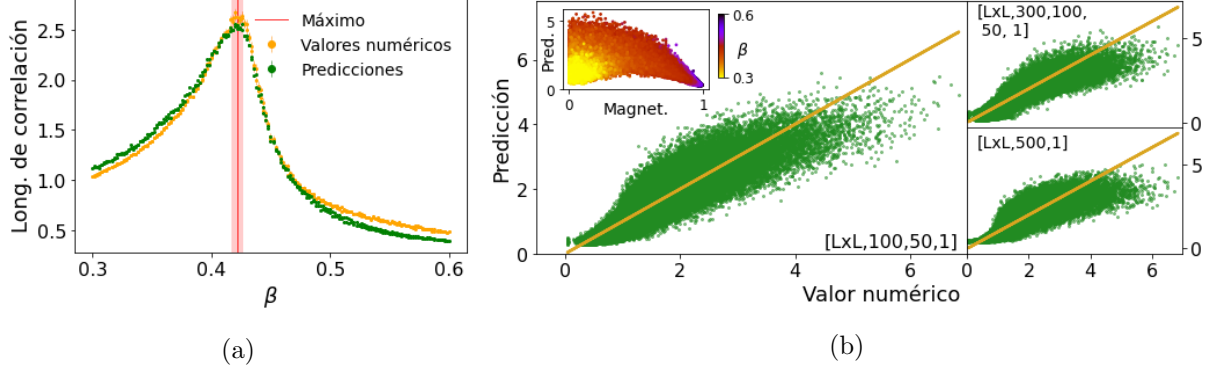 Long. de correlación
2.5
2.0
1.5
1.0
0.5
Máximo
Valores numéricos
Predicciones
0.3
0.4
0.5
0.6
β
(a)
Predicción
6
4
2
0
Pred.
5
0
0
1
Magnet.
0.6
β
0.3
[LxL,100,50,1]
0
2
4
6
Valor numérico
[LxL,300,100,
50, 1]
5
0
[LxL,500,1]
5
0
0
2
4
6
(b)